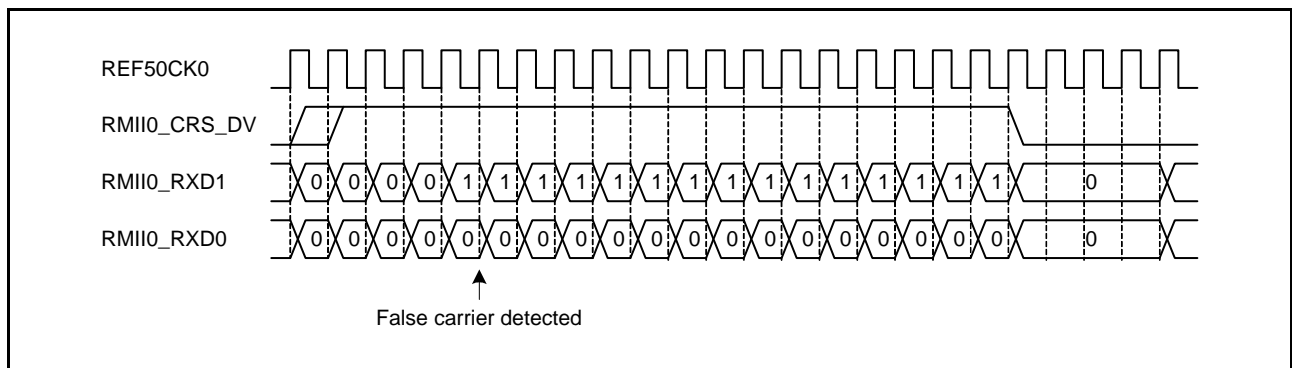 REF50CK0
RMII0_CRS_DV
RMII0_RXD1 0 0 0 0 1 1 1 1 1 1 1 1 1 1 1 1 1 1 1 0
RMII0_RXD0 0 0 0 0 0 0 0 0 0 0 0 0 0 0 0 0 0 0 0 0
False carrier detected